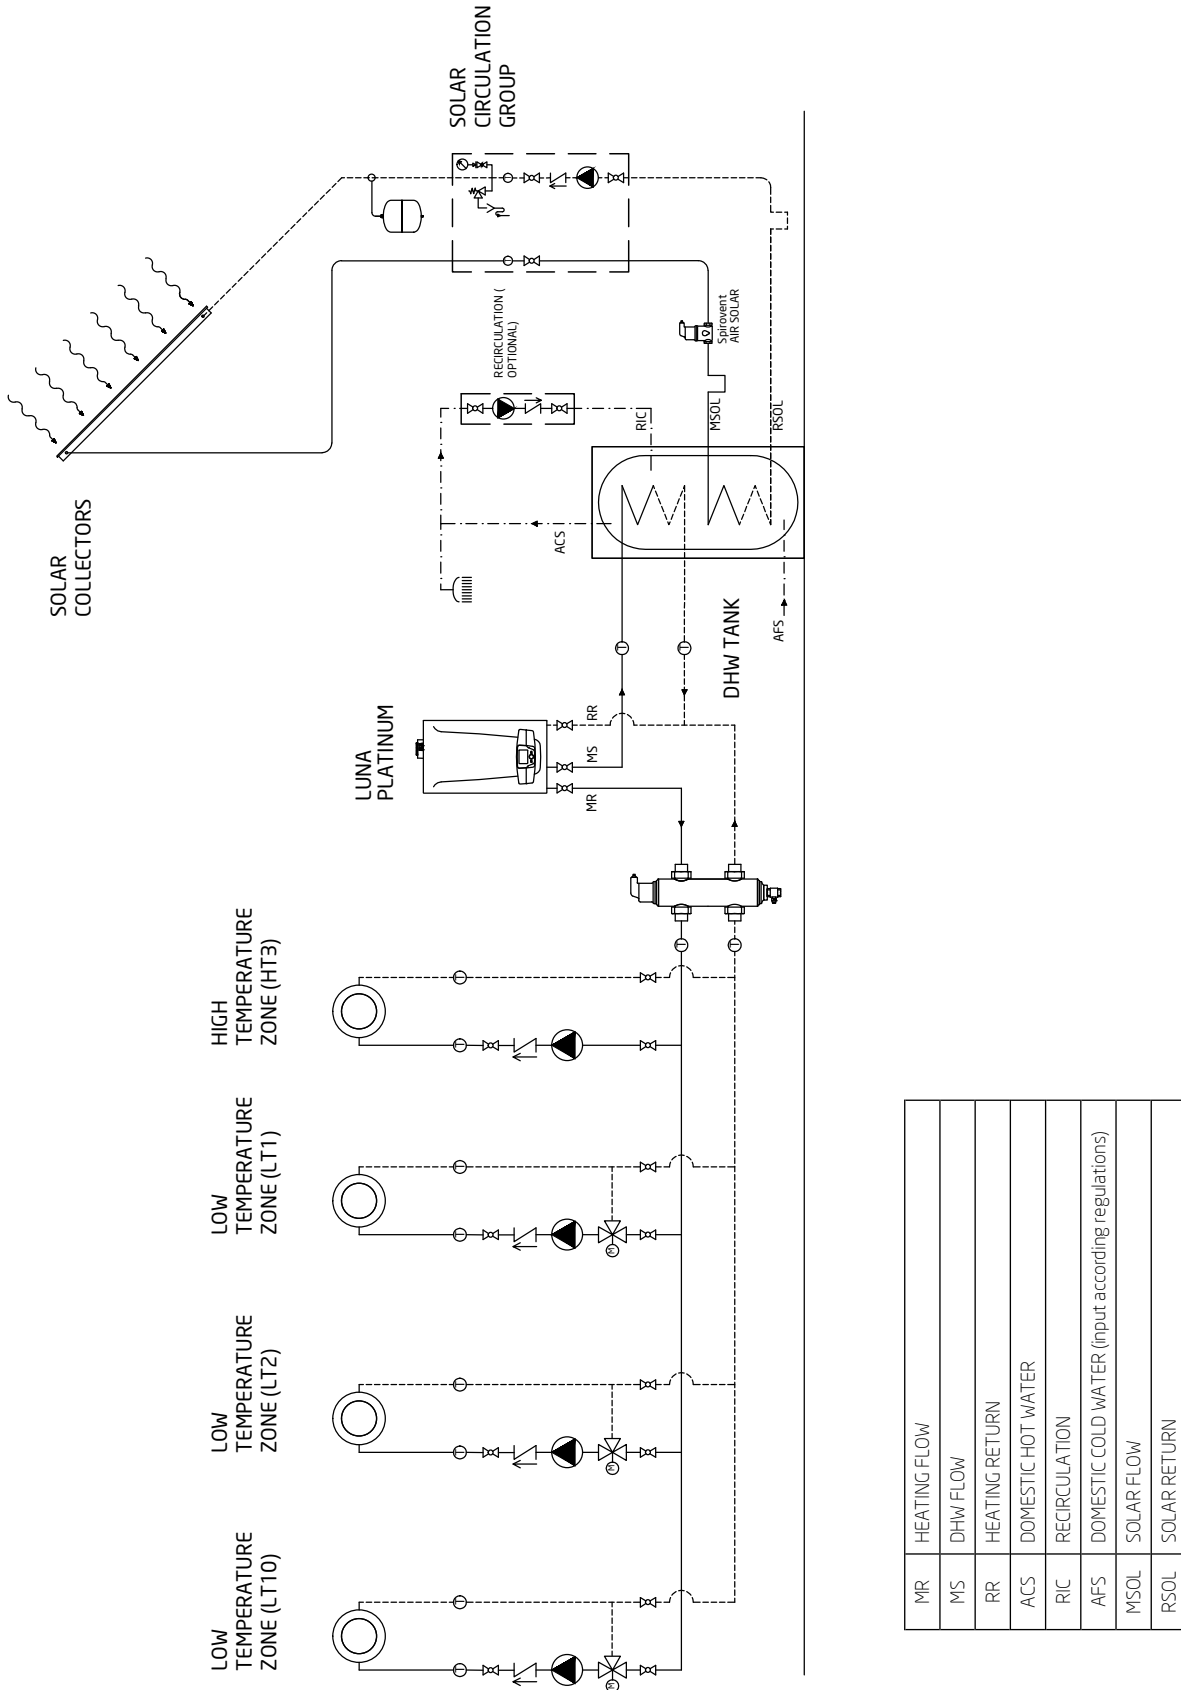 SOLAR
COLLECTORS
SOLAR
CIRCULATION
GROUP
RECIRCULATION (
OPTIONAL)
Spirovent
AIR SOLAR
RIC
MSOL
RSOL
ACS
AFS
DHW TANK
LUNA
PLATINUM
RR
MS
MR
HIGH
TEMPERATURE
ZONE (HT3)
LOW
TEMPERATURE
ZONE (LT1)
LOW
TEMPERATURE
ZONE (LT2)
LOW
TEMPERATURE
ZONE (LT10)
T
T
T
T
T
T
T
T
T
T
T
T
M
M
M
MR HEATING FLOW
MS DHW FLOW
RR HEATING RETURN
ACS DOMESTIC HOT WATER
RIC RECIRCULATION
AFS DOMESTIC COLD WATER (input according regulations)
MSOL SOLAR FLOW
RSOL SOLAR RETURN